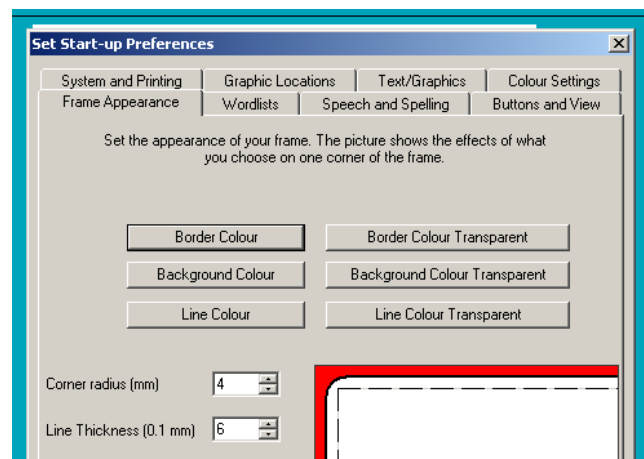 Set Start-up Preferences
System and Printing Graphic Locations Text/Graphics Colour Settings
Frame Appearance Wordlists Speech and Spelling Buttons and View
Set the appearance of your frame. The picture shows the effects of what
you choose on one corner of the frame.
Border Colour Border Colour Transparent
Background Colour Background Colour Transparent
Line Colour Line Colour Transparent
Corner radius (mm) 4
Line Thickness (0.1 mm) 6